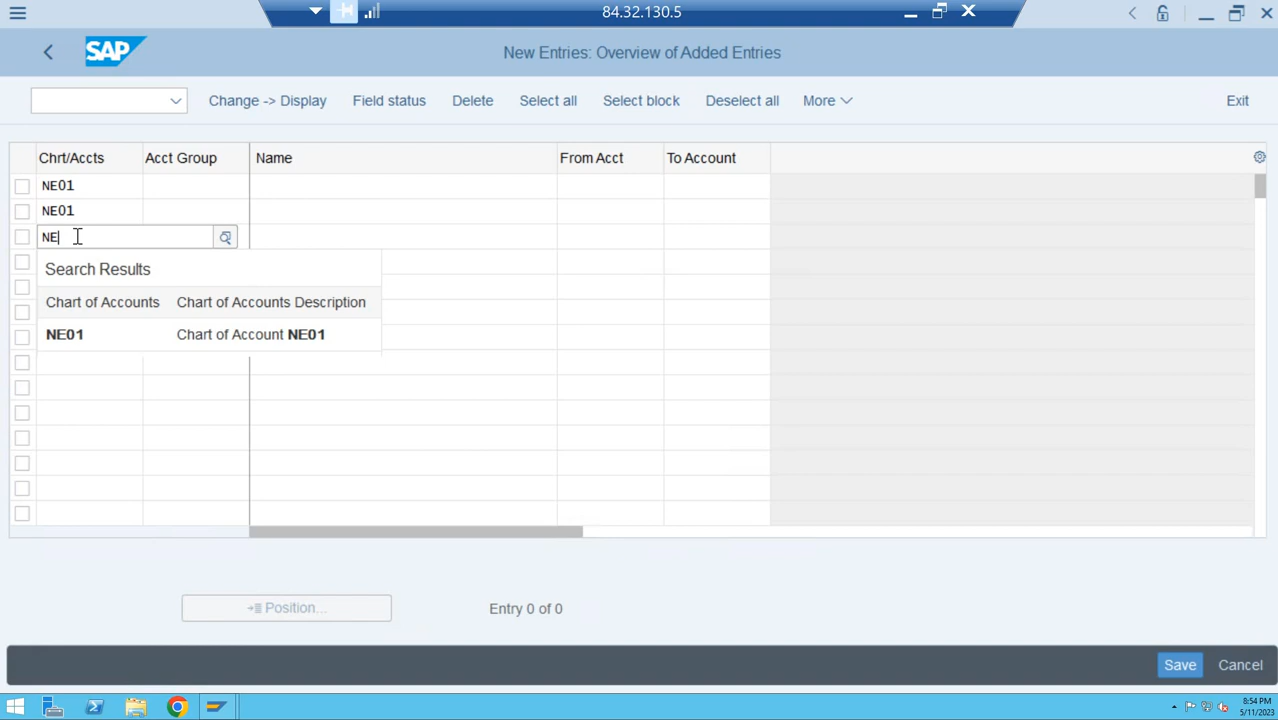 84.32.130.5
SAP
New Entries: Overview of Added Entries
Change -> Display Field status Delete Select all Select block Deselect all More Exit
Chrt/Accts Acct Group Name From Acct To Account
NE01
NE01
NE
Search Results
Chart of Accounts Chart of Accounts Description
NE01 Chart of Account NE01
Position... Entry 0 of 0
Save Cancel
8:54 PM
5/11/2023